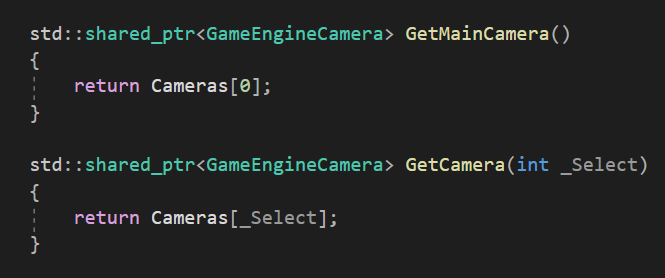 std::shared_ptr<GameEngineCamera> GetMainCamera()
{
    return Cameras[0];
}

std::shared_ptr<GameEngineCamera> GetCamera(int _Select)
{
    return Cameras[_Select];
}